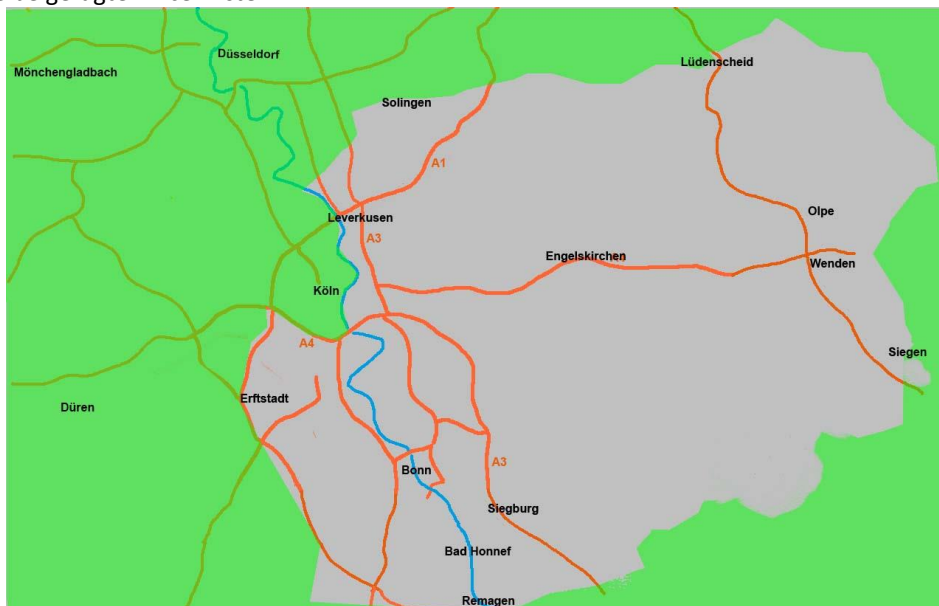 Düsseldorf
Lüdenscheid
Mönchengladbach
Solingen
A1
Olpe
Leverkusen
A3
Engelskirchen
Wenden
Köln
A4
Siegen
Erftstadt
Düren
A3
Bonn
Siegburg
Bad Honnef
Remagen